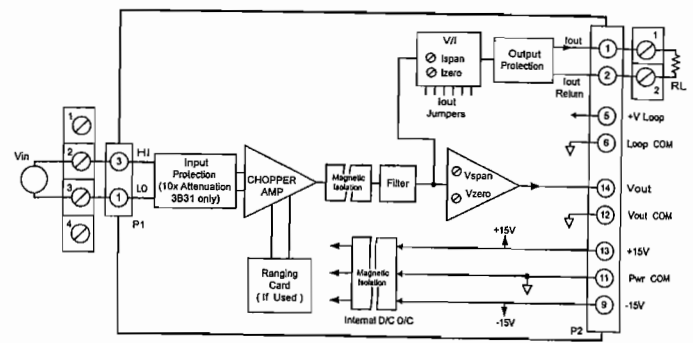 V/I
Ispan
Izero
Iout
Jumpers
Output
Protection
Iout
1
1
2
Iout
Return
2
RL
5
+V Loop
6
Loop COM
1
Vin
2
3
HI
3
1
LO
4
P1
Input
Protection
(10x Attenuation
3B31 only)
CHOPPER
AMP
Magnetic
Isolation
Filter
Vspan
Vzero
14
Vout
12
Vout COM
+15V
13
+15V
Ranging
Card
( If Used )
Magnetic
Isolation
11
Pwr COM
9
-15V
-15V
Internal D/C O/C
P2